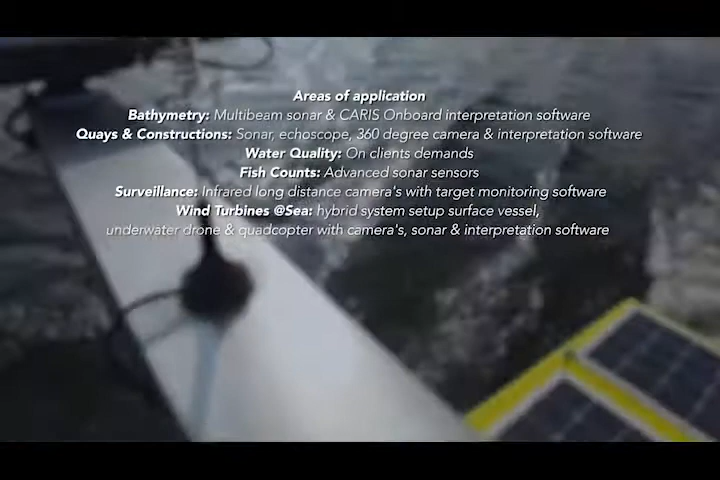 Areas of application
Bathymetry: Multibeam sonar & CARIS Onboard interpretation software
Quays & Constructions: Sonar, echoscope, 360 degree camera & interpretation software
Water Quality: On clients demands
Fish Counts: Advanced sonar sensors
Surveillance: Infrared long distance camera's with target monitoring software
Wind Turbines @Sea: hybrid system setup surface vessel,
underwater drone & quadcopter with camera's, sonar & interpretation software